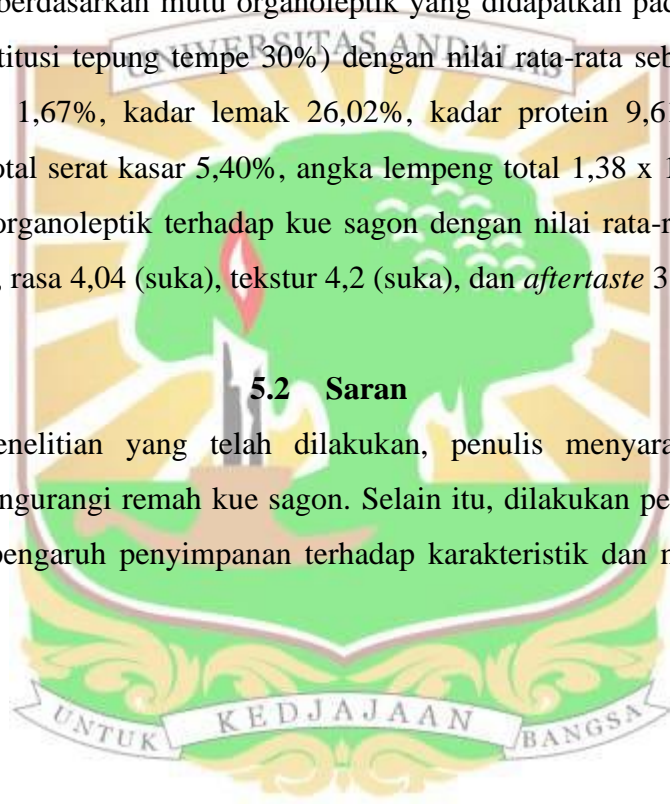 berdasarkan mutu organoleptik yang didapatkan pad
titusi tepung tempe 30%) dengan nilai rata-rata seb
UNIVERSITAS ANDALAS
1,67%, kadar lemak 26,02%, kadar protein 9,6
otal serat kasar 5,40%, angka lempeng total 1,38 x 1
organoleptik terhadap kue sagon dengan nilai rata-r
, rasa 4,04 (suka), tekstur 4,2 (suka), dan aftertaste 3
5.2 Saran
enelitian yang telah dilakukan, penulis menyara
ngurangi remah kue sagon. Selain itu, dilakukan pe
pengaruh penyimpanan terhadap karakteristik dan m
UNTUK KEDJAJAAN BANGSA